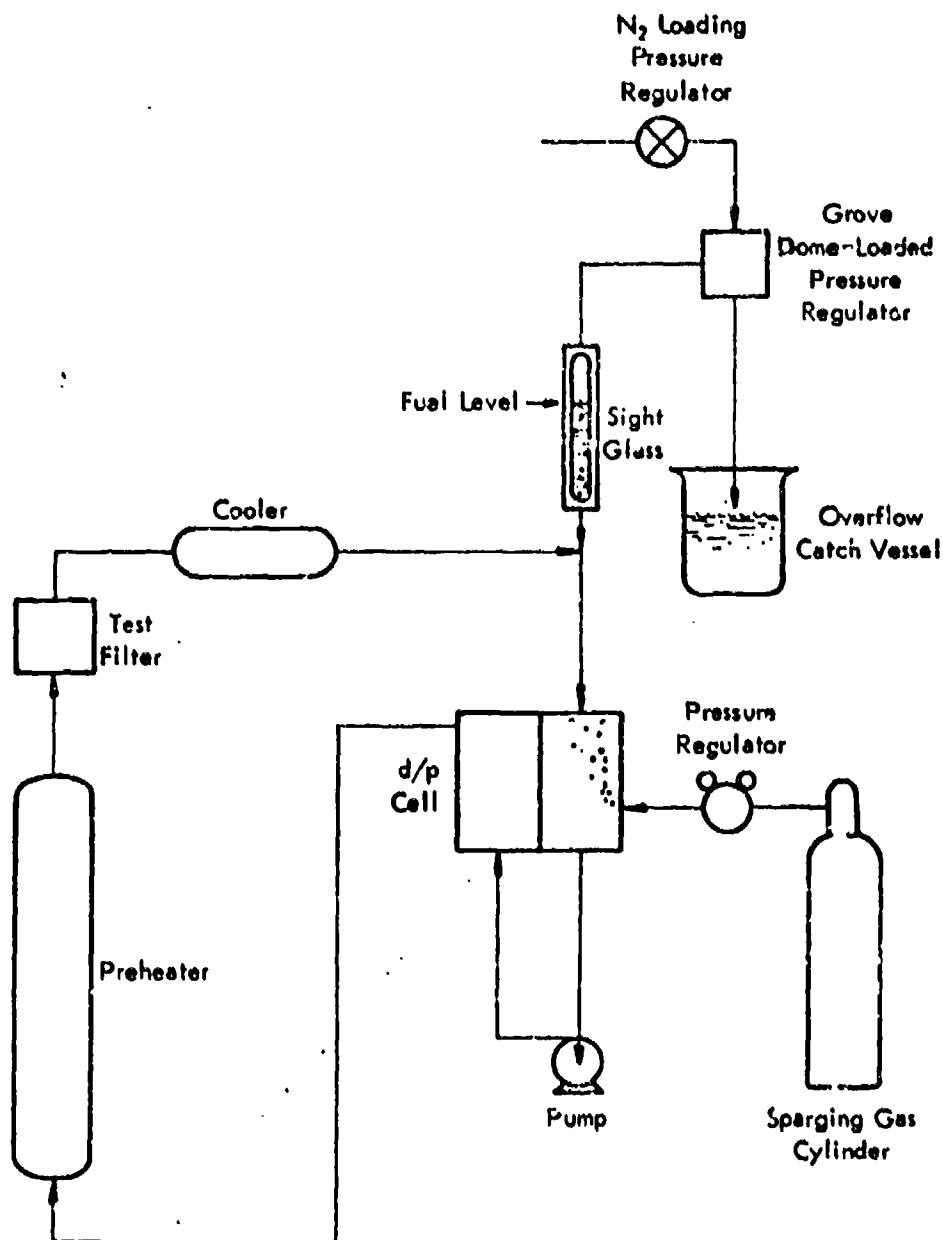 N₂ Loading
Pressure
Regulator
Grove
Dome-Loaded
Pressure
Regulator
Fual Level
Sight
Glass
Cooler
Overflow
Catch Vessel
Test
Filter
Pressure
Regulator
d/p
Cell
Preheater
Pump
Sparging Gas
Cylinder